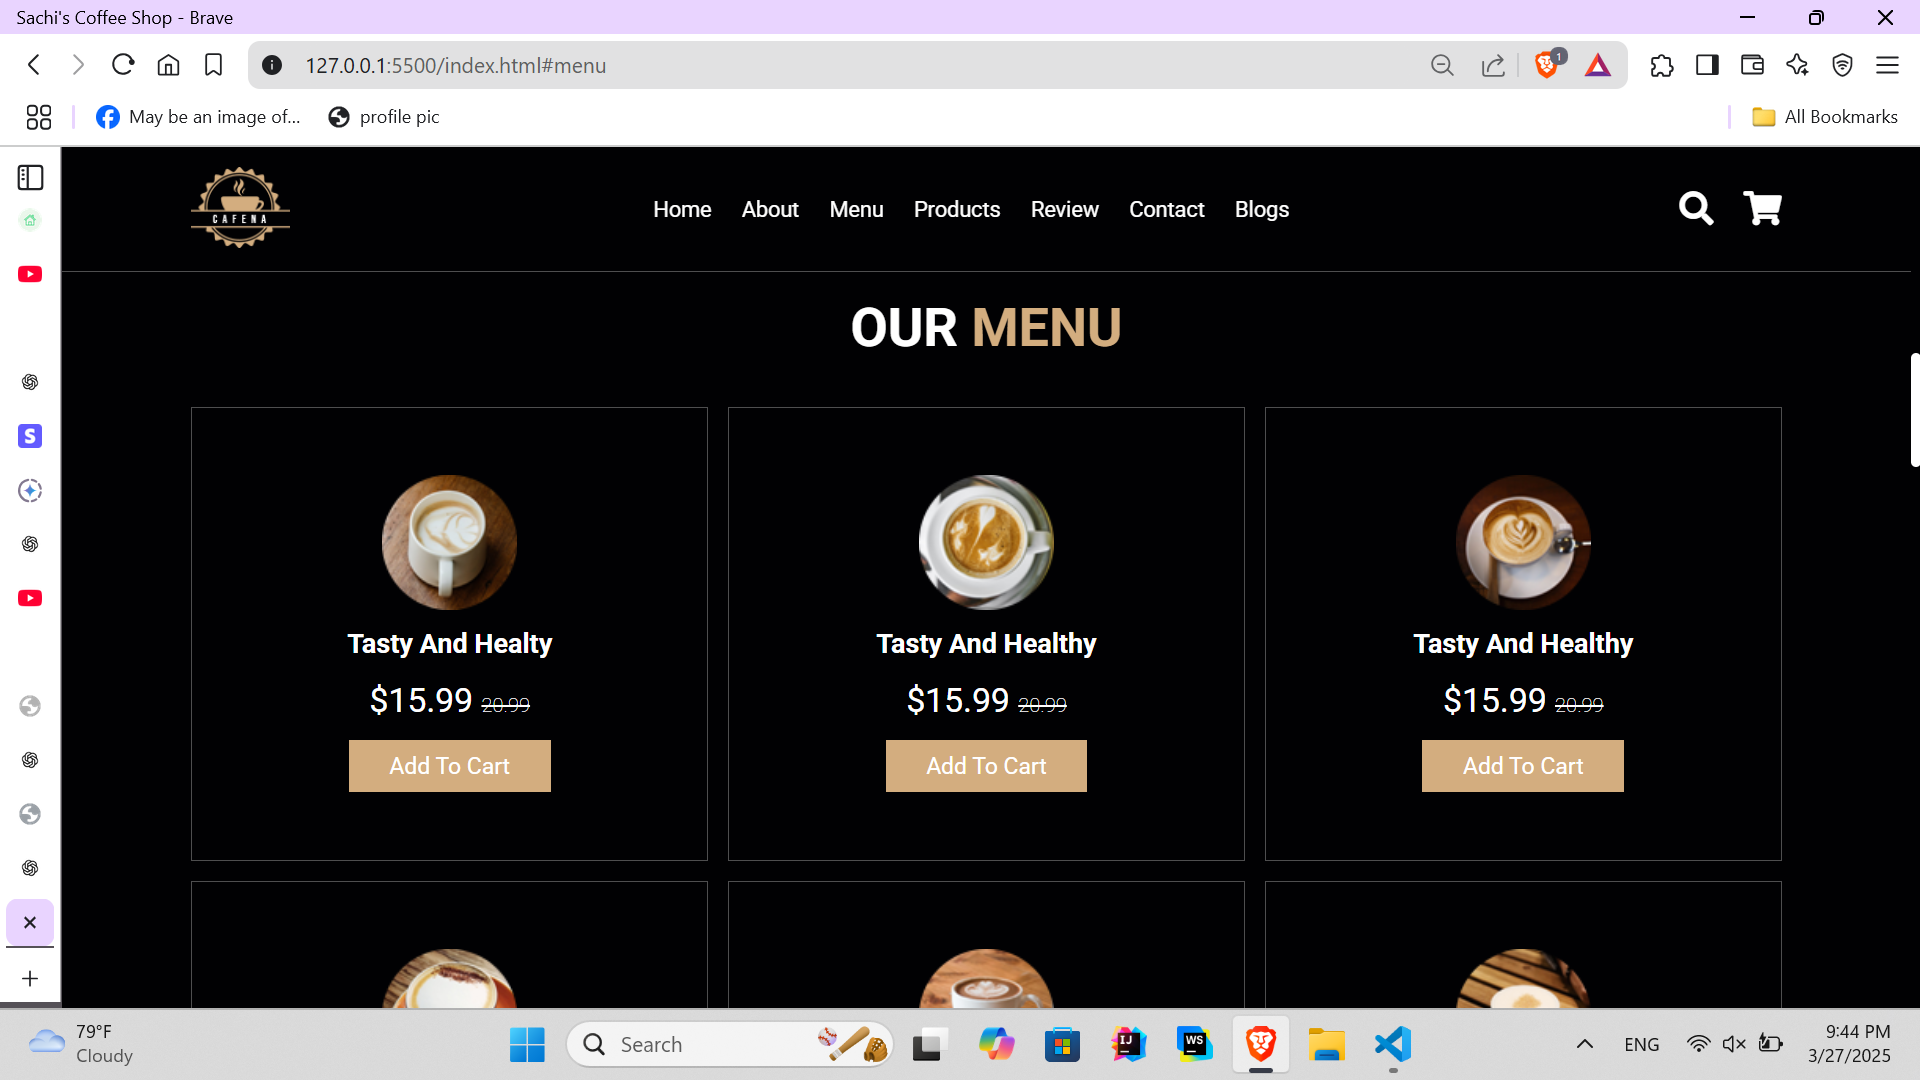 Sachi's Coffee Shop - Brave
127.0.0.1:5500/index.html#menu
1
May be an image of...
profile pic
All Bookmarks
CAFENA
Home About Menu Products Review Contact Blogs
OUR MENU
Tasty And Healty
$15.99 20.99
Add To Cart
Tasty And Healthy
$15.99 20.99
Add To Cart
Tasty And Healthy
$15.99 20.99
Add To Cart
S
79°F
Cloudy
Search
IJ
WS
ENG
9:44 PM
3/27/2025